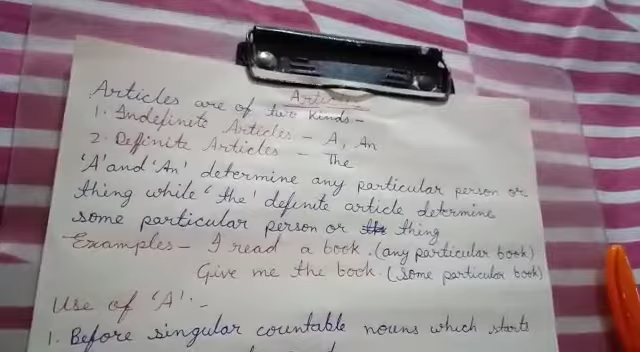 Articles
Articles are of two kinds-
1. Indefinite Articles - A, An
2. Definite Articles - The
'A' and 'An' determine any particular person or
thing while 'the' definite article determine
some particular person or thing
Examples - I read a book. (any particular book)
Give me the book. (some particular book)
Use of 'A' :-
1. Before singular countable nouns which starts